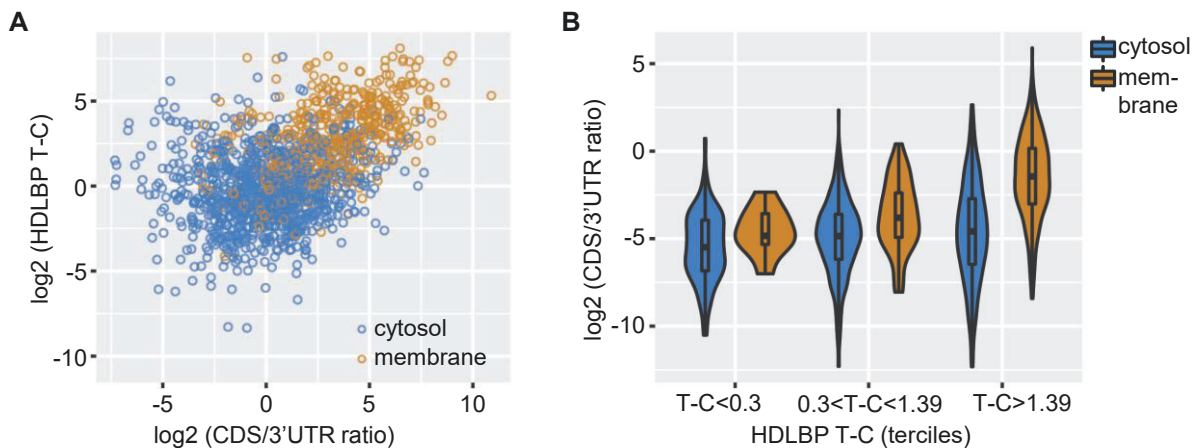 A
log2 (HDLBP T-C)
5
0
-5
-10
cytosol
membrane
-5
0
5
10
log2 (CDS/3'UTR ratio)
B
log2 (CDS/3'UTR ratio)
5
0
-5
-10
T-C<0.3
0.3<T-C<1.39
T-C>1.39
HDLBP T-C (terciles)
cytosol
mem-
brane